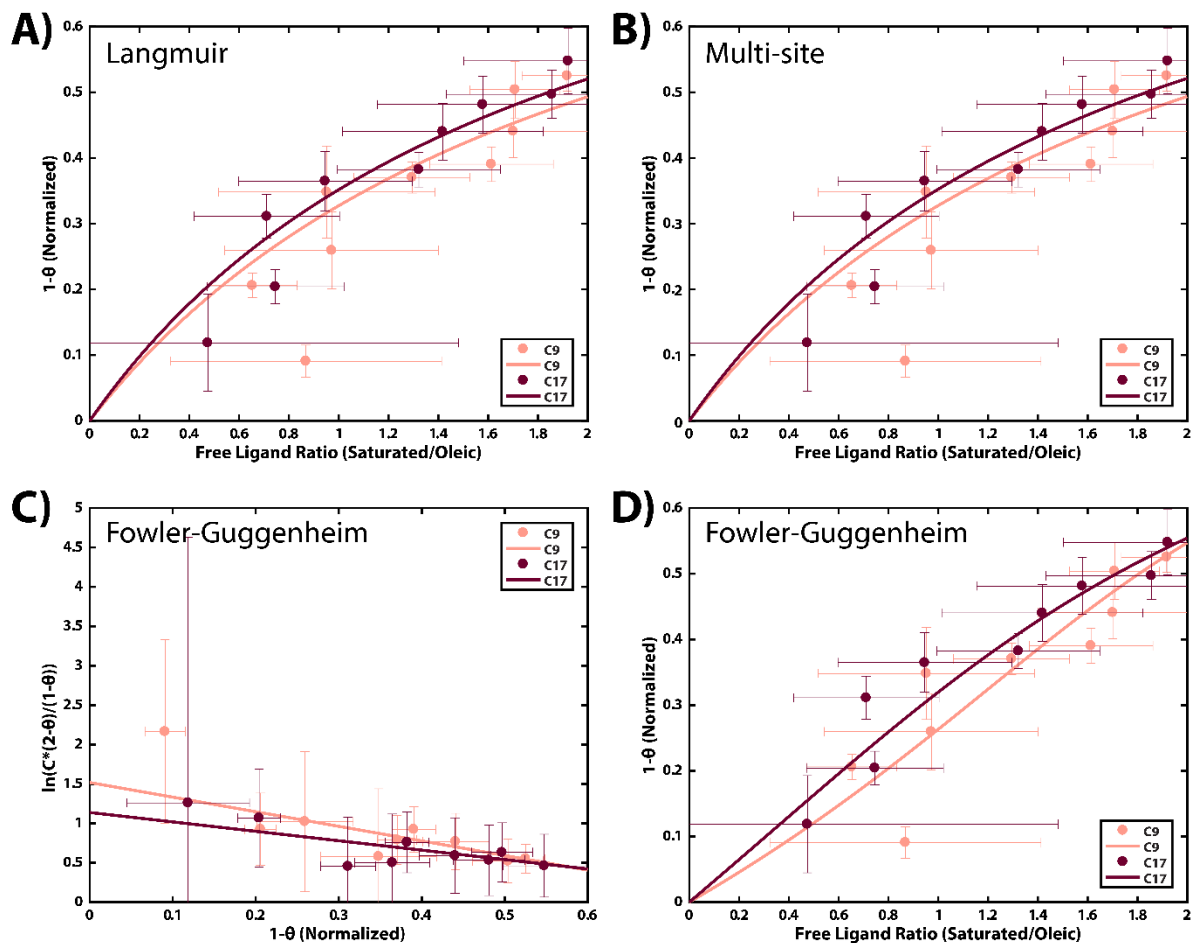 A)
Langmuir
1-θ (Normalized)
0.6
0.5
0.4
0.3
0.2
0.1
0
0 0.2 0.4 0.6 0.8 1 1.2 1.4 1.6 1.8 2
Free Ligand Ratio (Saturated/Oleic)
C9
C9
C17
C17
B)
Multi-site
1-θ (Normalized)
0.6
0.5
0.4
0.3
0.2
0.1
0
0 0.2 0.4 0.6 0.8 1 1.2 1.4 1.6 1.8 2
Free Ligand Ratio (Saturated/Oleic)
C9
C9
C17
C17
C)
Fowler-Guggenheim
ln(C*(2-θ)/(1-θ))
5
4.5
4
3.5
3
2.5
2
1.5
1
0.5
0
0 0.1 0.2 0.3 0.4 0.5 0.6
1-θ (Normalized)
C9
C9
C17
C17
D)
Fowler-Guggenheim
1-θ (Normalized)
0.6
0.5
0.4
0.3
0.2
0.1
0
0 0.2 0.4 0.6 0.8 1 1.2 1.4 1.6 1.8 2
Free Ligand Ratio (Saturated/Oleic)
C9
C9
C17
C17